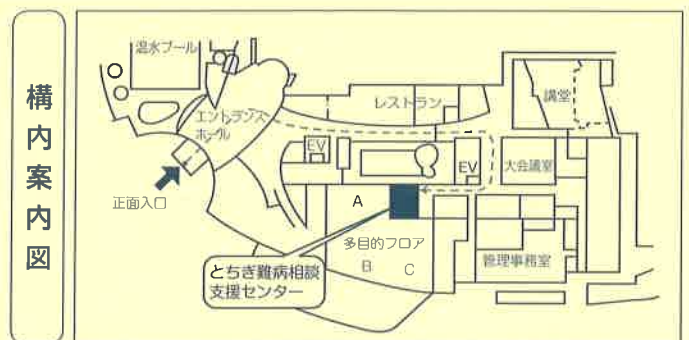 構内案内図
温水プール
エントランス
ホール
レストラン
講堂
EV
EV
大会議室
正面入口
A
多目的フロア
B
C
管理事務室
とちぎ難病相談
支援センター